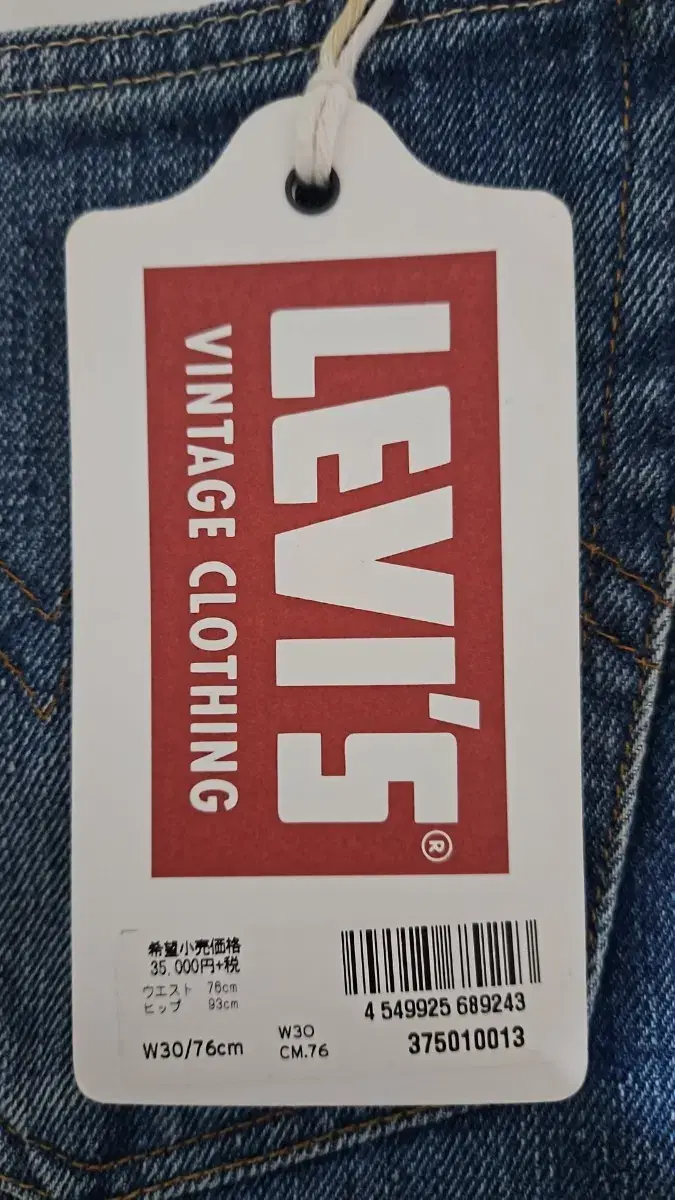 LEVI'S®
VINTAGE CLOTHING
希望小売価格
35,000円+税
ウエスト 76cm
ヒップ 93cm
W30/76cm
W30
CM.76
4 549925 689243
375010013